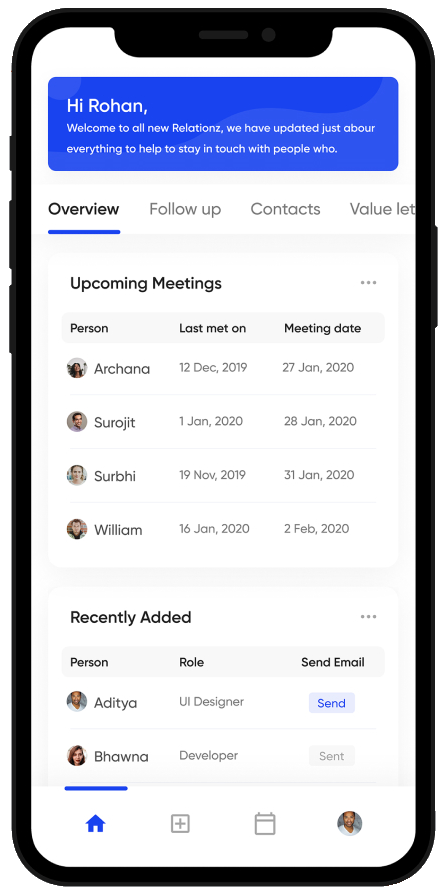 Hi Rohan,
Welcome to all new Relationz, we have updated just abour
everything to help to stay in touch with people who.
Overview Follow up Contacts Value let
Upcoming Meetings
Person Last met on Meeting date
Archana 12 Dec, 2019 27 Jan, 2020
Surojit 1 Jan, 2020 28 Jan, 2020
Surbhi 19 Nov, 2019 31 Jan, 2020
William 16 Jan, 2020 2 Feb, 2020
Recently Added
Person Role Send Email
Aditya UI Designer Send
Bhawna Developer Sent